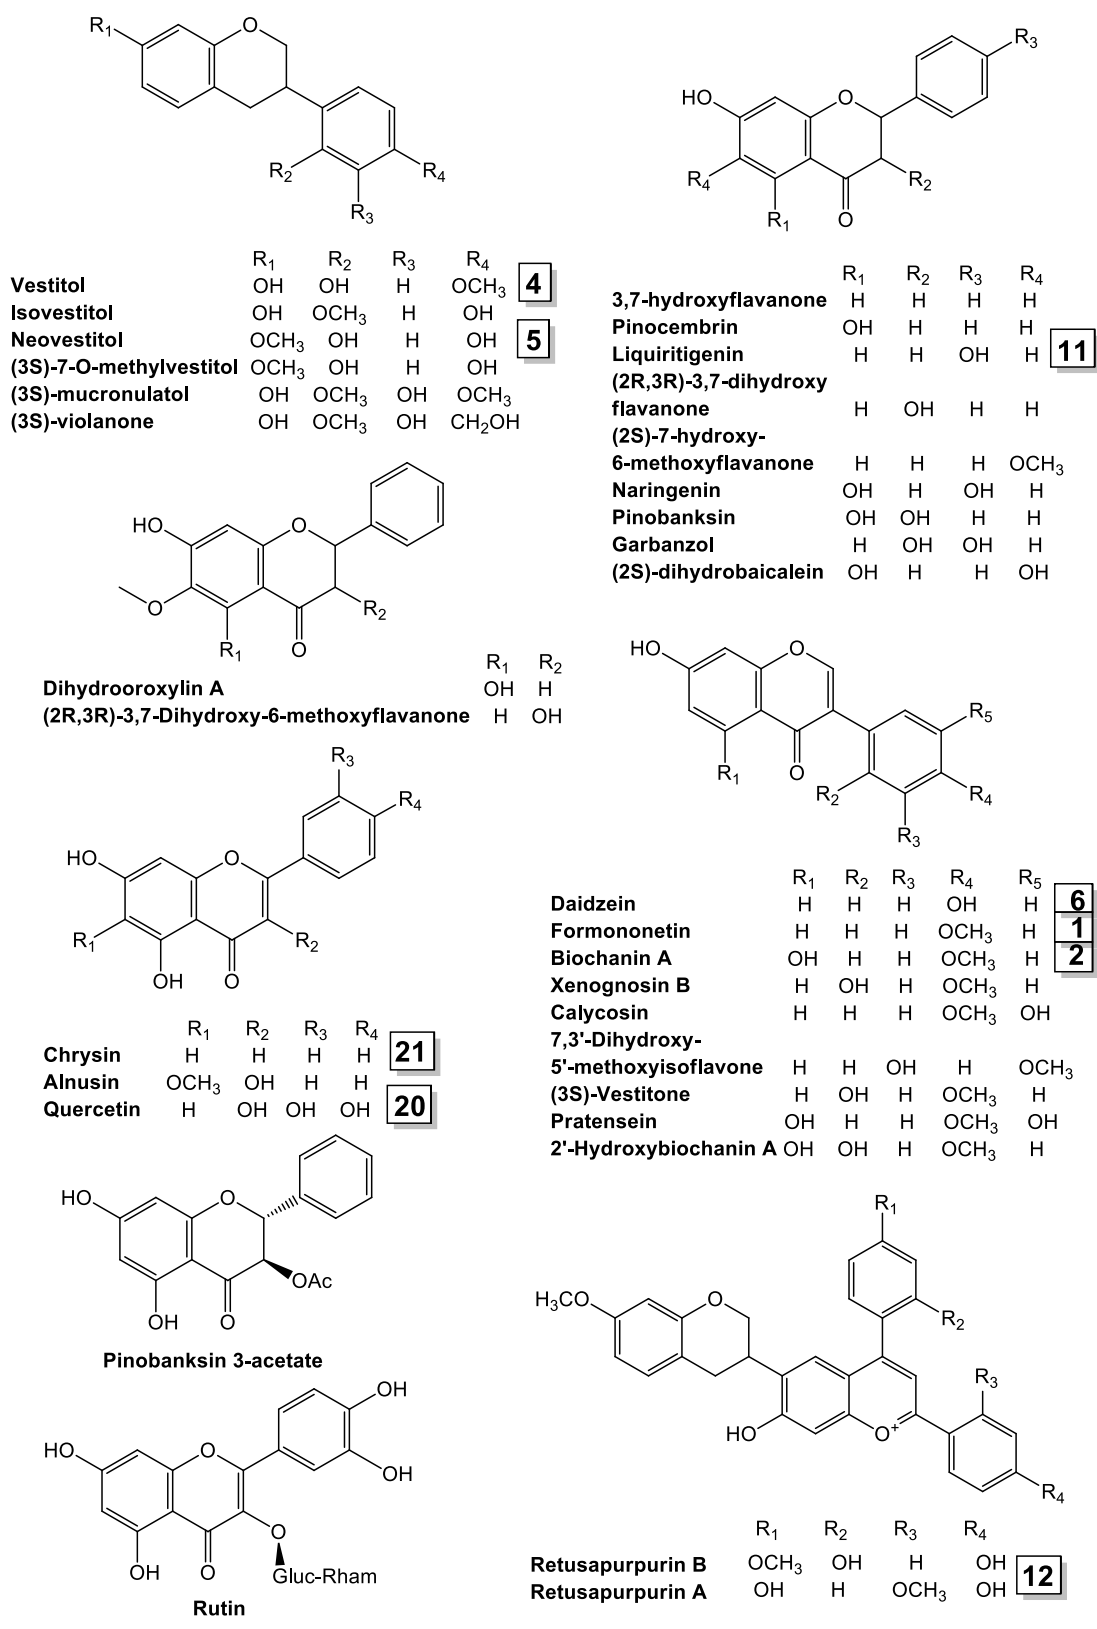 R1
O
R2
R3
R4
R1 R2 R3 R4
Vestitol OH OH H OCH3 4
Isovestitol OH OCH3 H OH
Neovestitol OCH3 OH H OH 5
(3S)-7-O-methylvestitol OCH3 OH H OH
(3S)-mucronulatol OH OCH3 OH OCH3
(3S)-violanone OH OCH3 OH CH2OH
R3
HO
O
R4
R2
R1
O
R1 R2 R3 R4
3,7-hydroxyflavanone H H H H
Pinocembrin OH H H H
Liquiritigenin H H OH H 11
(2R,3R)-3,7-dihydroxy
flavanone H OH H H
(2S)-7-hydroxy-
6-methoxyflavanone H H H OCH3
Naringenin OH H OH H
Pinobanksin OH OH H H
Garbanzol H OH OH H
(2S)-dihydrobaicalein OH H H OH
HO
O
O
R2
R1
O
R1 R2
Dihydrooroxylin A OH H
(2R,3R)-3,7-Dihydroxy-6-methoxyflavanone H OH
HO
O
R5
R1
O
R2
R4
R3
R1 R2 R3 R4 R5
Daidzein H H H OH H 6
Formononetin H H H OCH3 H 1
Biochanin A OH H H OCH3 H 2
Xenognosin B H OH H OCH3 H
Calycosin H H H OCH3 OH
7,3'-Dihydroxy-
5'-methoxyisoflavone H H OH H OCH3
(3S)-Vestitone H OH H OCH3 H
Pratensein OH H H OCH3 OH
2'-Hydroxybiochanin A OH OH H OCH3 H
R3
R4
HO
O
R1
R2
OH
O
R1 R2 R3 R4
Chrysin H H H H 21
Alnusin OCH3 OH H H
Quercetin H OH OH OH 20
HO
O
OAc
OH
O
Pinobanksin 3-acetate
OH
HO
O
OH
O
OH
O
Gluc-Rham
Rutin
R1
H3CO
O
R2
R3
HO
O+
R4
R1 R2 R3 R4
Retusapurpurin B OCH3 OH H OH 12
Retusapurpurin A OH H OCH3 OH